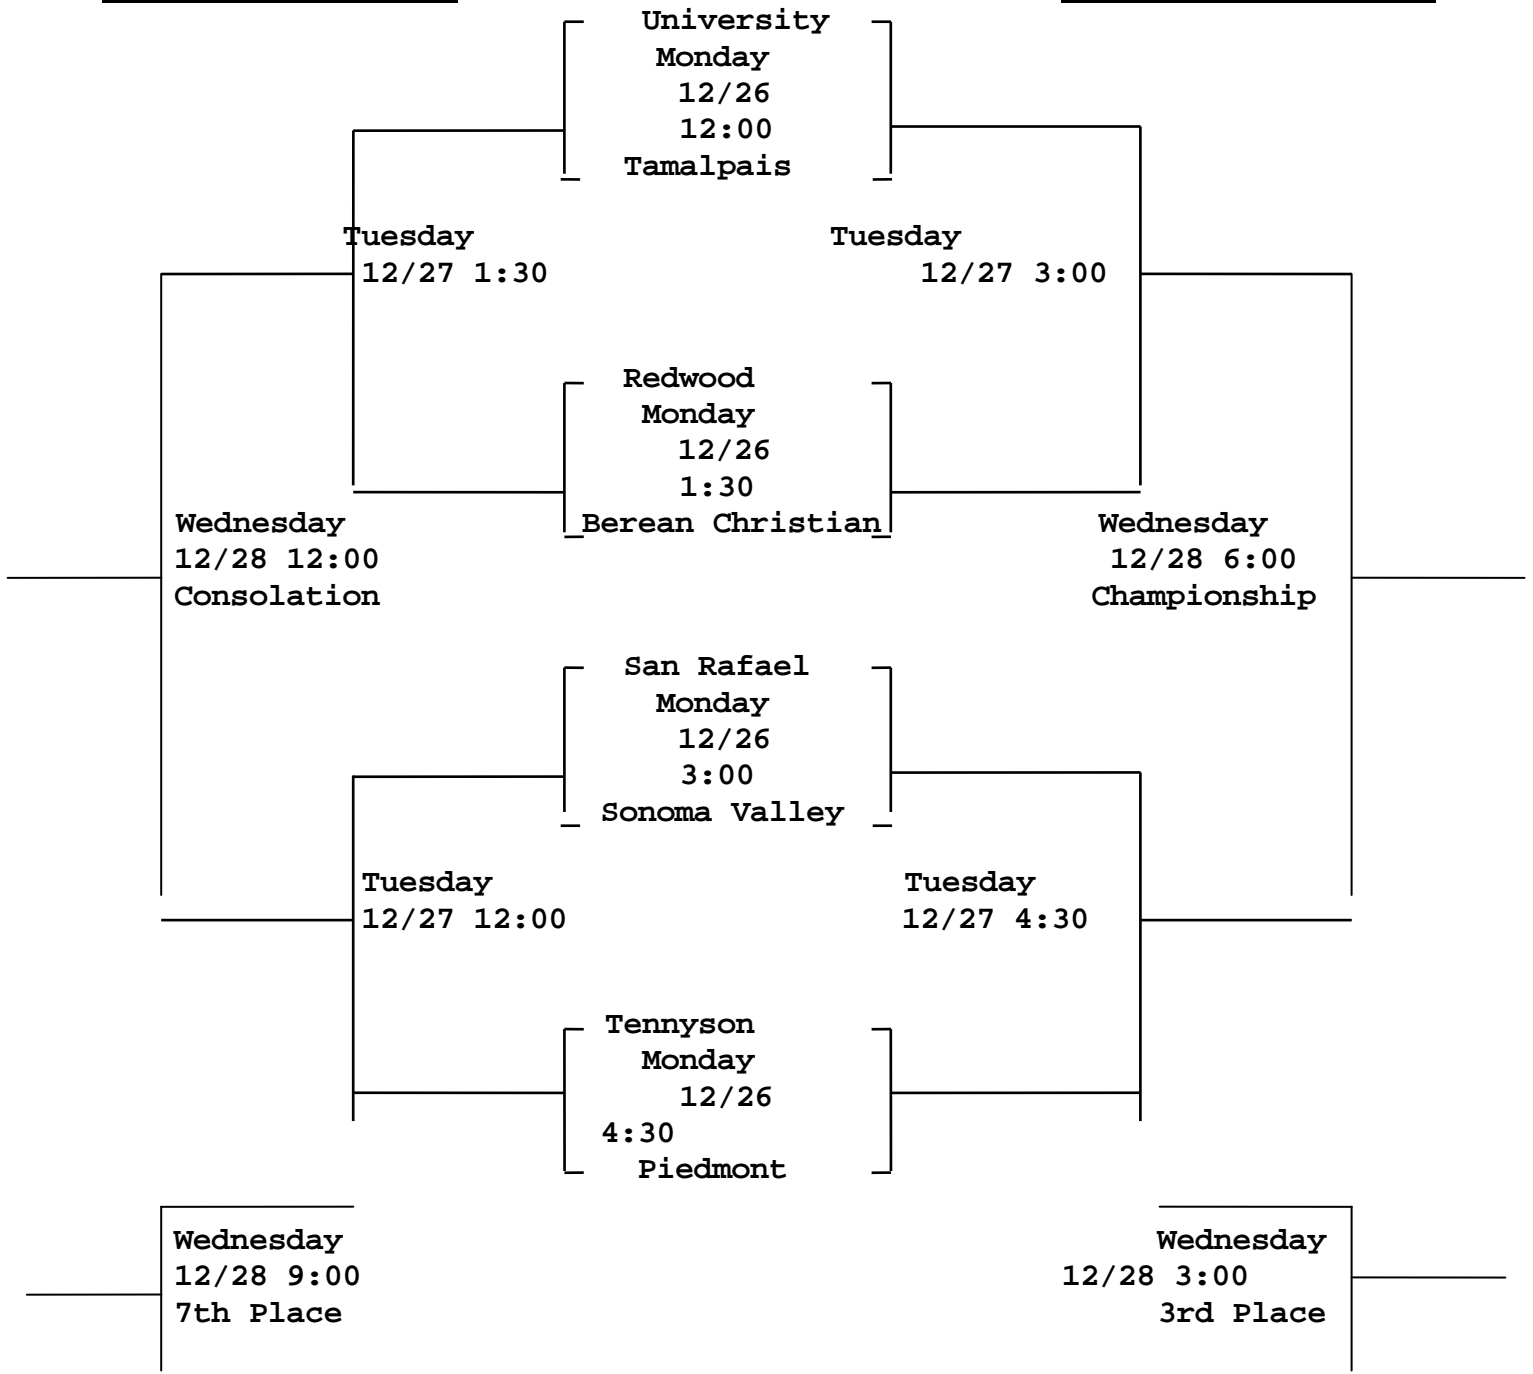 University
Monday
12/26
12:00
Tamalpais
Tuesday
12/27 1:30
Tuesday
12/27 3:00
Redwood
Monday
12/26
1:30
Berean Christian
Wednesday
12/28 12:00
Consolation
Wednesday
12/28 6:00
Championship
San Rafael
Monday
12/26
3:00
Sonoma Valley
Tuesday
12/27 12:00
Tuesday
12/27 4:30
Tennyson
Monday
12/26
4:30
Piedmont
Wednesday
12/28 9:00
7th Place
Wednesday
12/28 3:00
3rd Place